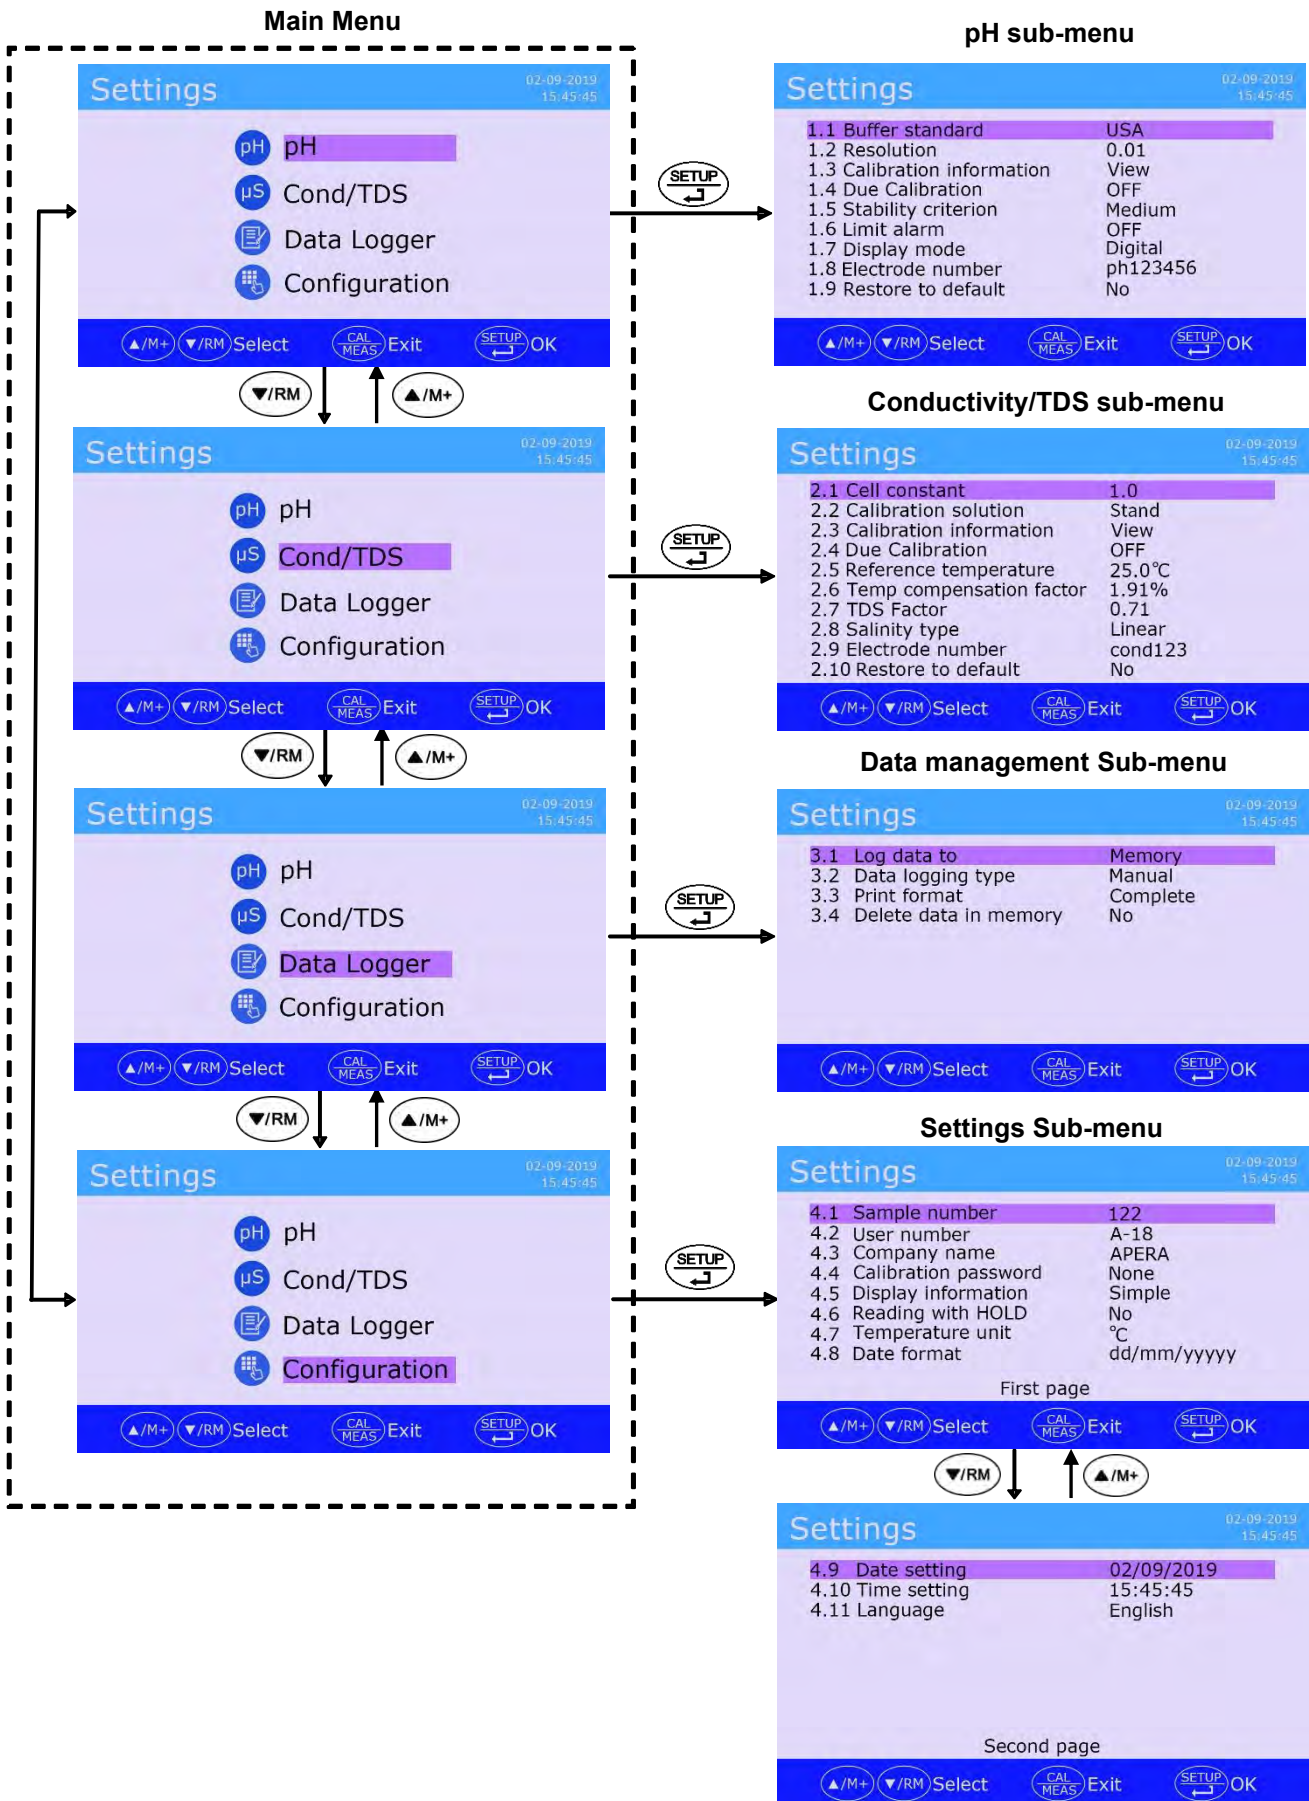 Main Menu
Settings
02-09-2019
15:45:45
pH pH
µS Cond/TDS
Data Logger
Configuration
▲/M+ ▼/RM Select CAL MEAS Exit SETUP OK
▼/RM ▲/M+
Settings
02-09-2019
15:45:45
pH pH
µS Cond/TDS
Data Logger
Configuration
▲/M+ ▼/RM Select CAL MEAS Exit SETUP OK
▼/RM ▲/M+
Settings
02-09-2019
15:45:45
pH pH
µS Cond/TDS
Data Logger
Configuration
▲/M+ ▼/RM Select CAL MEAS Exit SETUP OK
▼/RM ▲/M+
Settings
02-09-2019
15:45:45
pH pH
µS Cond/TDS
Data Logger
Configuration
▲/M+ ▼/RM Select CAL MEAS Exit SETUP OK
SETUP
SETUP
SETUP
SETUP
pH sub-menu
Settings
02-09-2019
15:45:45
1.1 Buffer standard USA
1.2 Resolution 0.01
1.3 Calibration information View
1.4 Due Calibration OFF
1.5 Stability criterion Medium
1.6 Limit alarm OFF
1.7 Display mode Digital
1.8 Electrode number ph123456
1.9 Restore to default No
▲/M+ ▼/RM Select CAL MEAS Exit SETUP OK
Conductivity/TDS sub-menu
Settings
02-09-2019
15:45:45
2.1 Cell constant 1.0
2.2 Calibration solution Stand
2.3 Calibration information View
2.4 Due Calibration OFF
2.5 Reference temperature 25.0℃
2.6 Temp compensation factor 1.91%
2.7 TDS Factor 0.71
2.8 Salinity type Linear
2.9 Electrode number cond123
2.10 Restore to default No
▲/M+ ▼/RM Select CAL MEAS Exit SETUP OK
Data management Sub-menu
Settings
02-09-2019
15:45:45
3.1 Log data to Memory
3.2 Data logging type Manual
3.3 Print format Complete
3.4 Delete data in memory No
▲/M+ ▼/RM Select CAL MEAS Exit SETUP OK
Settings Sub-menu
Settings
02-09-2019
15:45:45
4.1 Sample number 122
4.2 User number A-18
4.3 Company name APERA
4.4 Calibration password None
4.5 Display information Simple
4.6 Reading with HOLD No
4.7 Temperature unit ℃
4.8 Date format dd/mm/yyyyy
First page
▲/M+ ▼/RM Select CAL MEAS Exit SETUP OK
▼/RM ▲/M+
Settings
02-09-2019
15:45:45
4.9 Date setting 02/09/2019
4.10 Time setting 15:45:45
4.11 Language English
Second page
▲/M+ ▼/RM Select CAL MEAS Exit SETUP OK